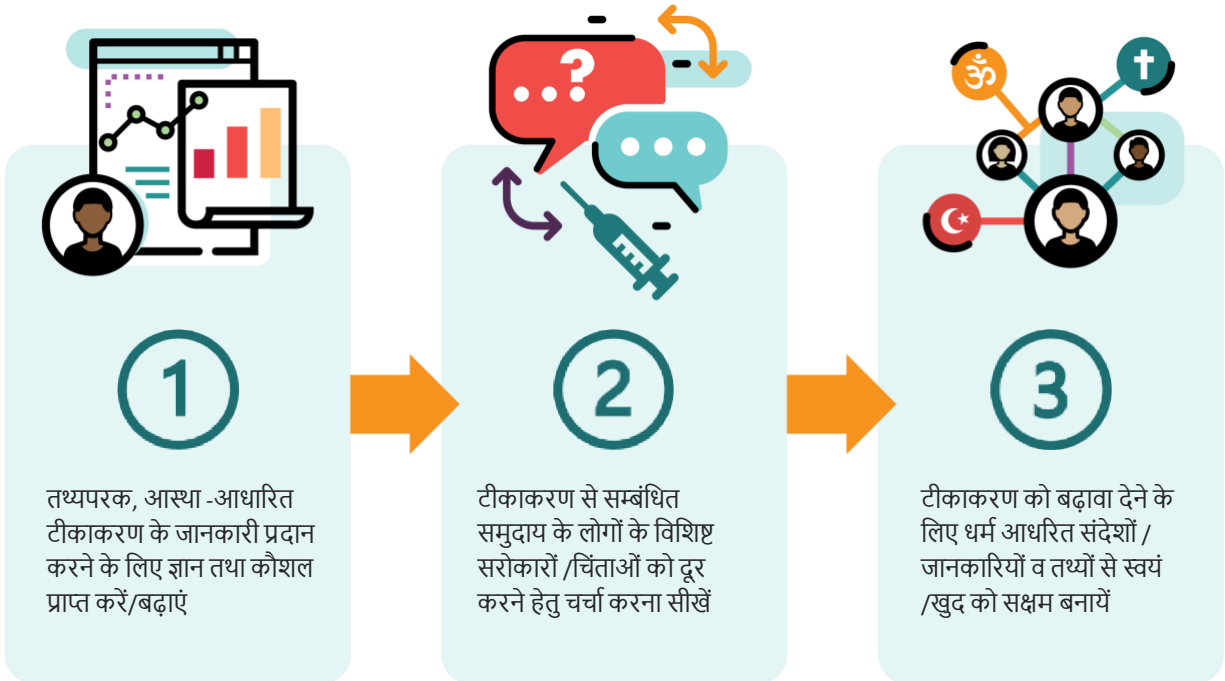 ?
ॐ
1
तथ्यपरक, आस्था -आधारित
टीकाकरण के जानकारी प्रदान
करने के लिए ज्ञान तथा कौशल
प्राप्त करें/बढ़ाएं
2
टीकाकरण से सम्बंधित
समुदाय के लोगों के विशिष्ट
सरोकारों /चिंताओं को दूर
करने हेतु चर्चा करना सीखें
3
टीकाकरण को बढ़ावा देने के
लिए धर्म आधरित संदेशों /
जानकारियों व तथ्यों से स्वयं
/खुद को सक्षम बनायें